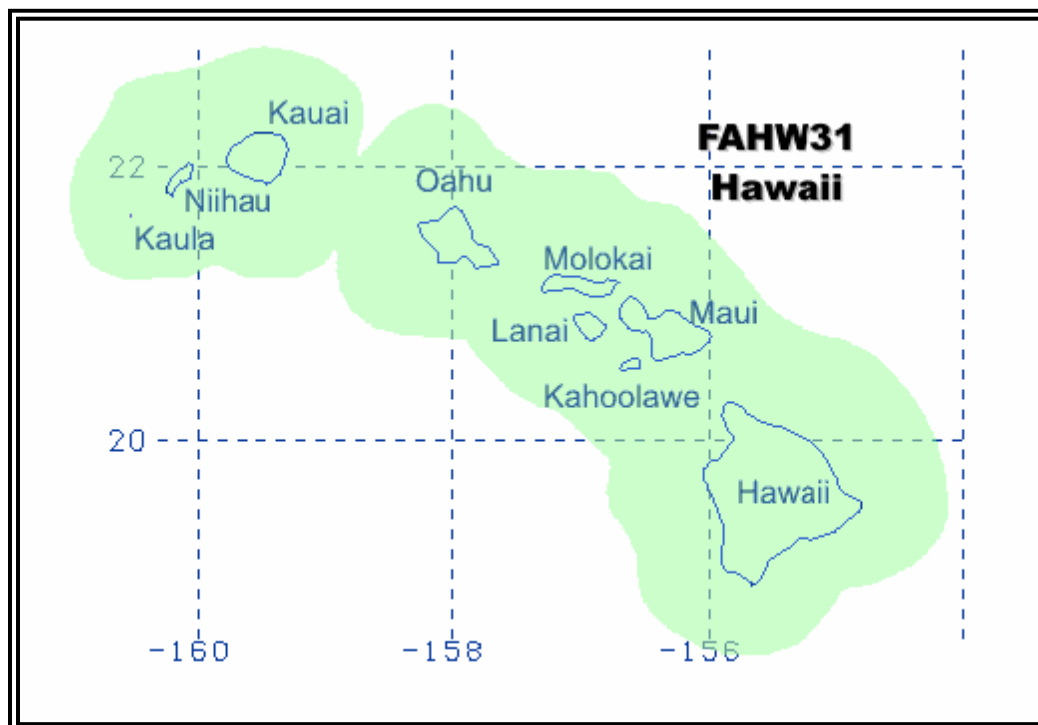 Kauai
FAHW31
22
Oahu
Hawaii
Niihau
Kaula
Molokai
Maui
Lanai
Kahoolawe
20
Hawaii
-160
-158
-156